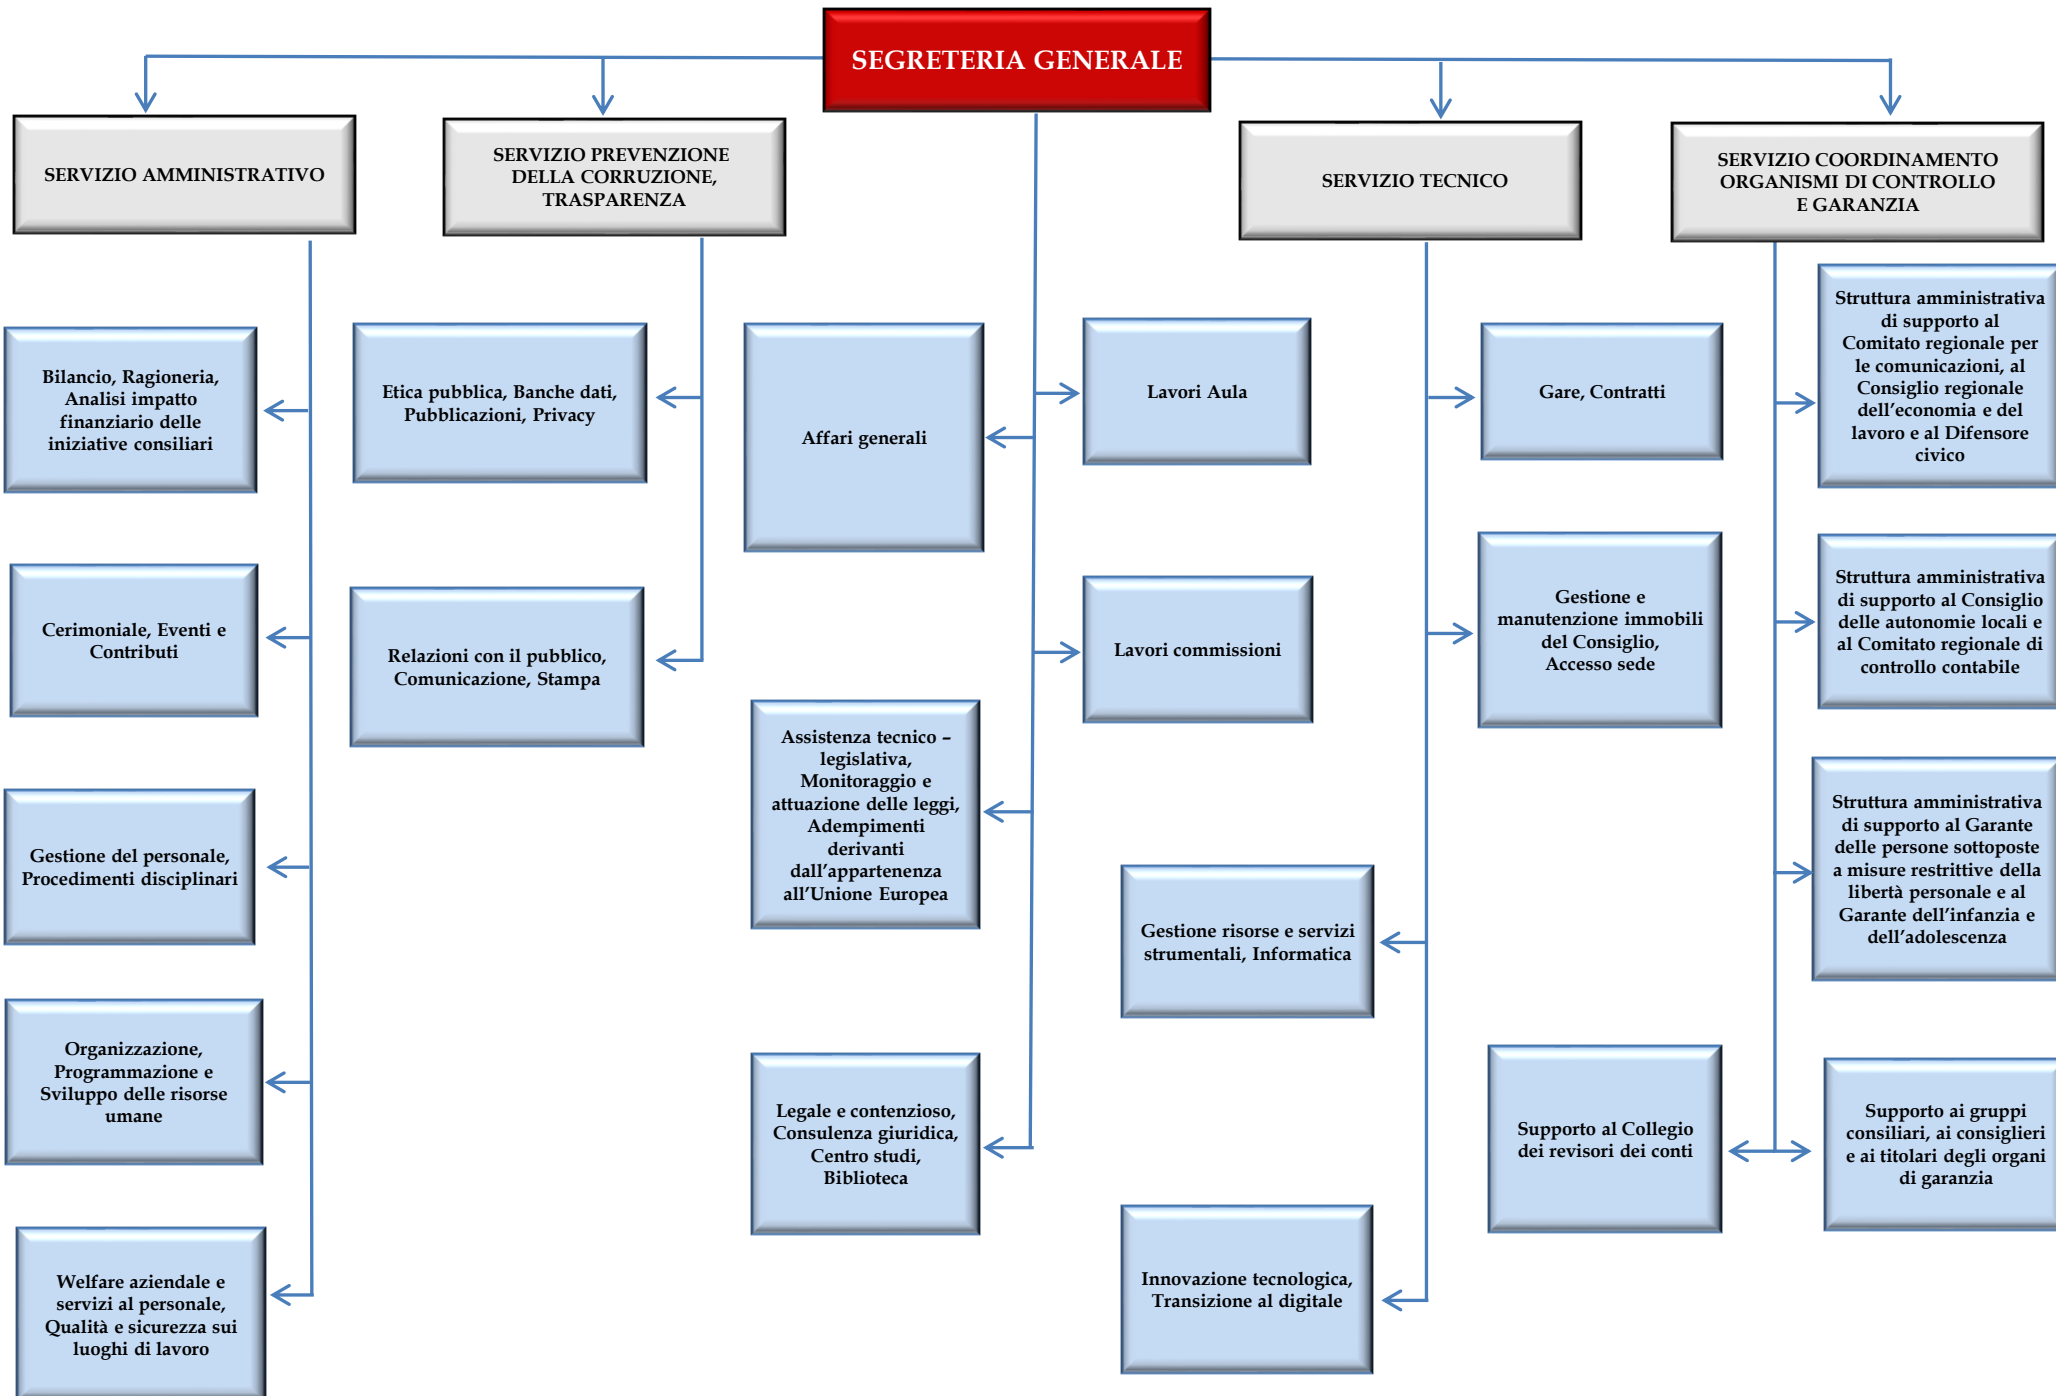 SEGRETERIA GENERALE
SERVIZIO AMMINISTRATIVO
SERVIZIO PREVENZIONE
DELLA CORRUZIONE,
TRASPARENZA
SERVIZIO TECNICO
SERVIZIO COORDINAMENTO
ORGANISMI DI CONTROLLO
E GARANZIA
Bilancio, Ragioneria,
Analisi impatto
finanziario delle
iniziative consiliari
Cerimoniale, Eventi e
Contributi
Gestione del personale,
Procedimenti disciplinari
Organizzazione,
Programmazione e
Sviluppo delle risorse
umane
Welfare aziendale e
servizi al personale,
Qualità e sicurezza sui
luoghi di lavoro
Etica pubblica, Banche dati,
Pubblicazioni, Privacy
Relazioni con il pubblico,
Comunicazione, Stampa
Affari generali
Lavori Aula
Lavori commissioni
Assistenza tecnico –
legislativa,
Monitoraggio e
attuazione delle leggi,
Adempimenti
derivanti
dall’appartenenza
all’Unione Europea
Legale e contenzioso,
Consulenza giuridica,
Centro studi,
Biblioteca
Gare, Contratti
Gestione e
manutenzione immobili
del Consiglio,
Accesso sede
Gestione risorse e servizi
strumentali, Informatica
Innovazione tecnologica,
Transizione al digitale
Struttura amministrativa
di supporto al
Comitato regionale per
le comunicazioni, al
Consiglio regionale
dell’economia e del
lavoro e al Difensore
civico
Struttura amministrativa
di supporto al Consiglio
delle autonomie locali e
al Comitato regionale di
controllo contabile
Struttura amministrativa
di supporto al Garante
delle persone sottoposte
a misure restrittive della
libertà personale e al
Garante dell’infanzia e
dell’adolescenza
Supporto al Collegio
dei revisori dei conti
Supporto ai gruppi
consiliari, ai consiglieri
e ai titolari degli organi
di garanzia